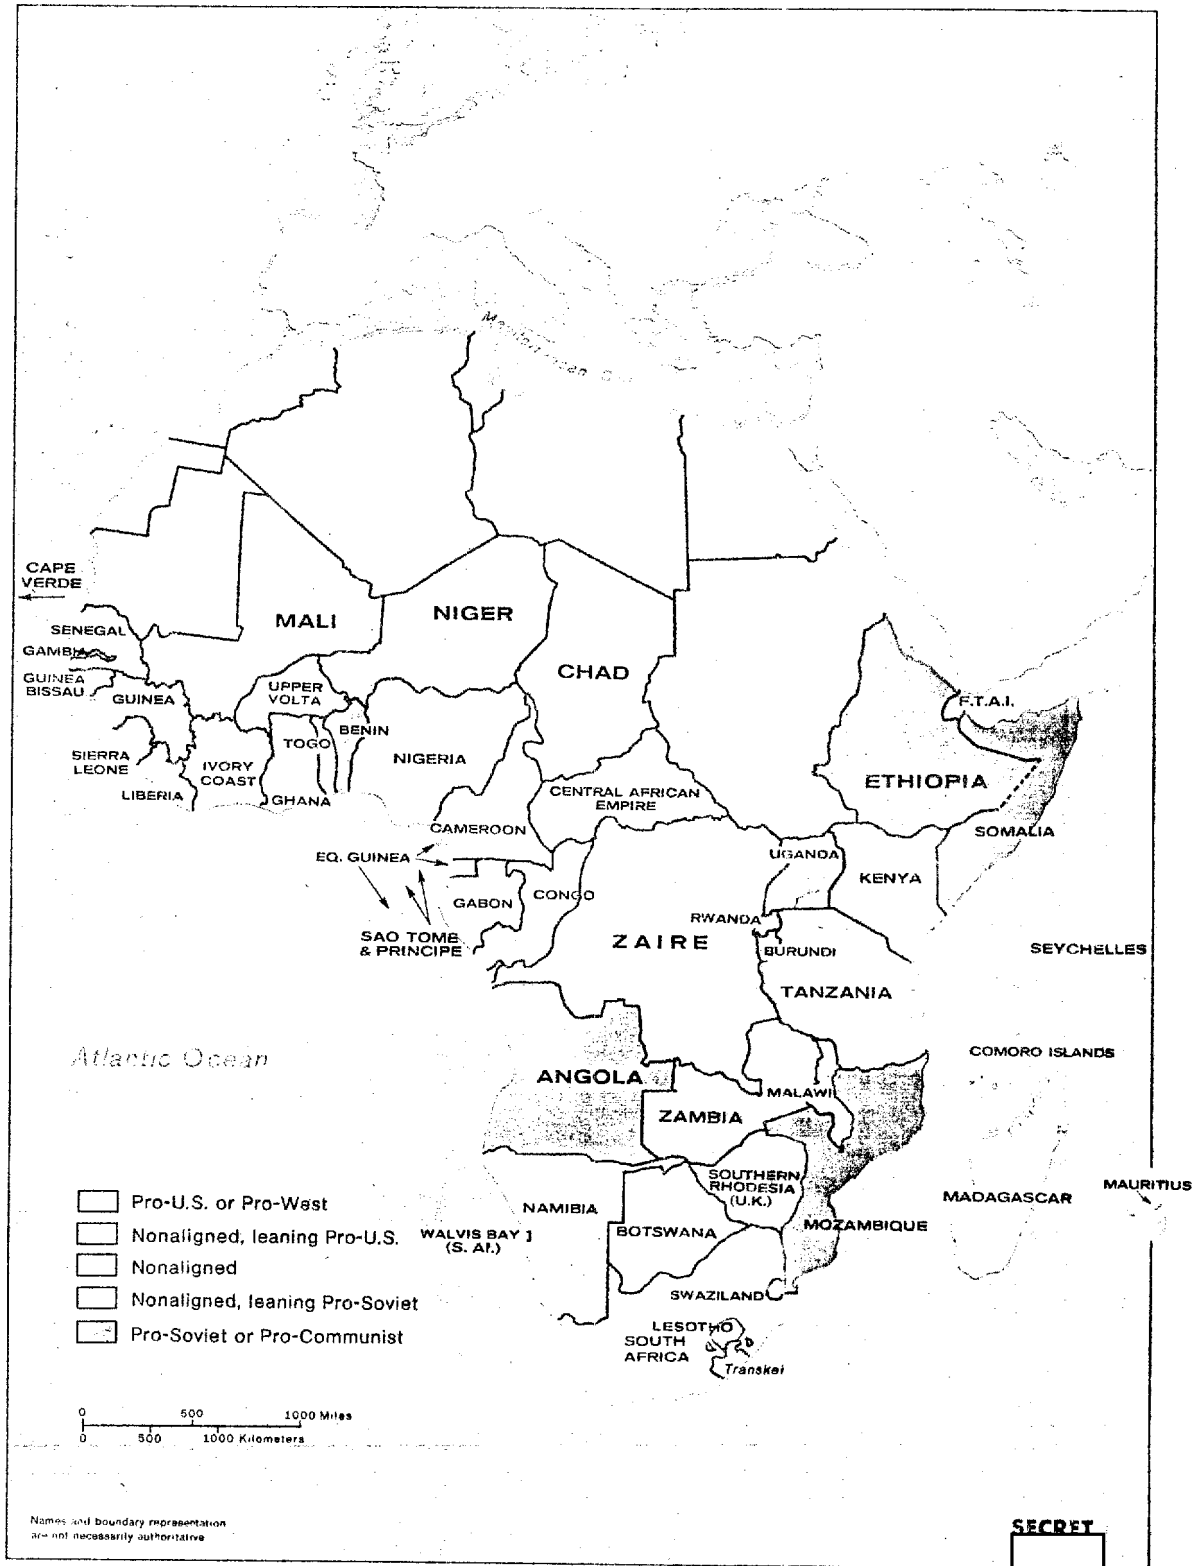 Mediterranean
CAPE
VERDE
SENEGAL
GAMBIA
GUINEA
BISSAU
GUINEA
SIERRA
LEONE
LIBERIA
MALI
NIGER
CHAD
UPPER
VOLTA
BENIN
TOGO
IVORY
COAST
GHANA
NIGERIA
F.T.A.I.
ETHIOPIA
SOMALIA
CENTRAL AFRICAN
EMPIRE
CAMEROON
EQ. GUINEA
UGANDA
KENYA
GABON
CONGO
RWANDA
SAO TOME
& PRINCIPE
ZAIRE
BURUNDI
SEYCHELLES
TANZANIA
Atlantic Ocean
COMORO ISLANDS
ANGOLA
MALAWI
ZAMBIA
SOUTHERN
RHODESIA
(U.K.)
MADAGASCAR
MAURITIUS
NAMIBIA
MOZAMBIQUE
WALVIS BAY
(S. Af.)
BOTSWANA
SWAZILAND
LESOTHO
SOUTH
AFRICA
Transkei
Pro-U.S. or Pro-West
Nonaligned, leaning Pro-U.S.
Nonaligned
Nonaligned, leaning Pro-Soviet
Pro-Soviet or Pro-Communist
0 500 1000 Miles
0 500 1000 Kilometers
Names and boundary representation
are not necessarily authoritative
SECRET